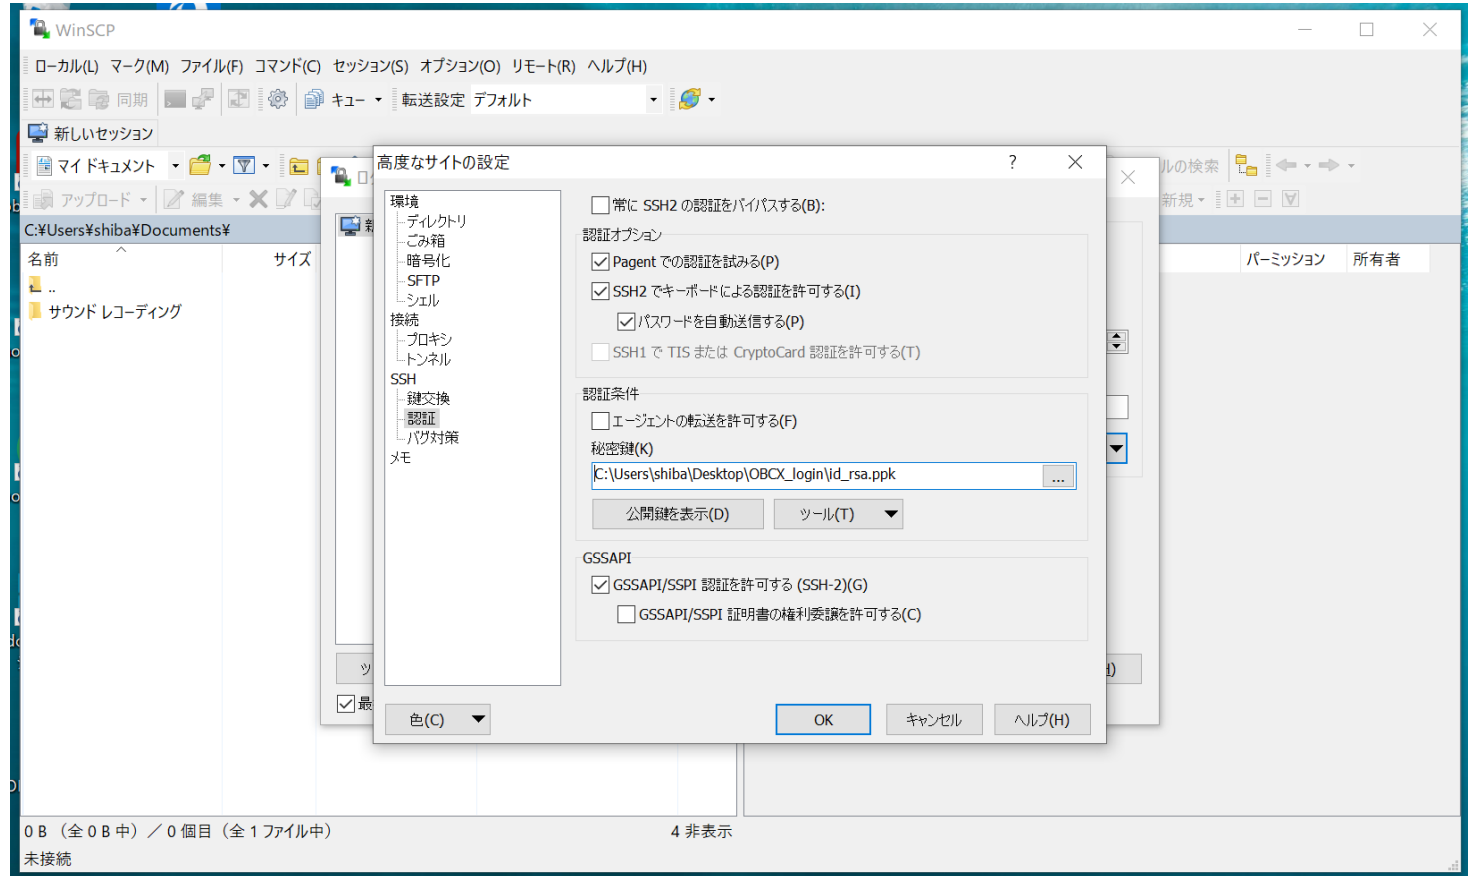 WinSCP
ローカル(L) マーク(M) ファイル(F) コマンド(C) セッション(S) オプション(O) リモート(R) ヘルプ(H)
同期 キュー 転送設定 デフォルト
新しいセッション
マイ ドキュメント
ルの検索
アップロード 編集
新規
C:¥Users¥shiba¥Documents¥
名前 サイズ
パーミッション 所有者
..
サウンド レコーディング
高度なサイトの設定 ? ×
環境
ディレクトリ
ごみ箱
暗号化
SFTP
シェル
接続
プロキシ
トンネル
SSH
鍵交換
認証
バグ対策
メモ
常に SSH2 の認証をバイパスする(B):
認証オプション
Pagent での認証を試みる(P)
SSH2 でキーボードによる認証を許可する(I)
パスワードを自動送信する(P)
SSH1 で TIS または CryptoCard 認証を許可する(T)
認証条件
エージェントの転送を許可する(F)
秘密鍵(K)
C:\Users\shiba\Desktop\OBCX_login\id_rsa.ppk ...
公開鍵を表示(D) ツール(T)
GSSAPI
GSSAPI/SSPI 認証を許可する (SSH-2)(G)
GSSAPI/SSPI 証明書の権利委譲を許可する(C)
色(C) OK キャンセル ヘルプ(H)
最
0 B （全 0 B 中）／ 0 個目（全 1 ファイル中）
4 非表示
未接続